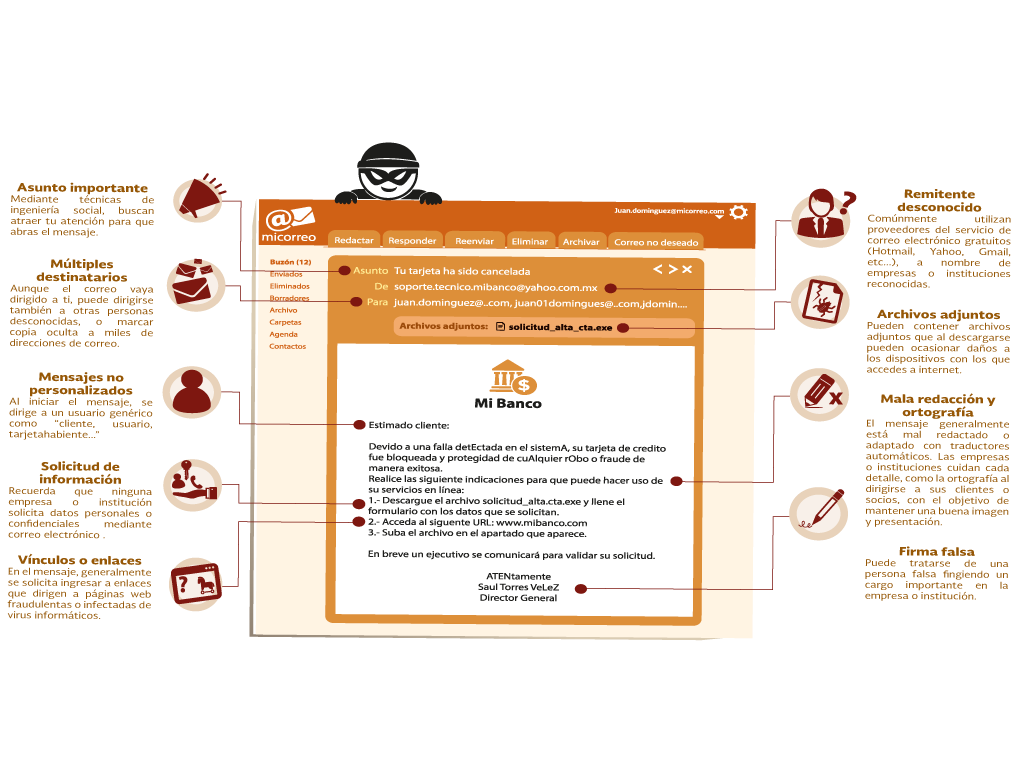 Asunto importante
Mediante técnicas de
ingeniería social, buscan
atraer tu atención para que
abras el mensaje.
Múltiples
destinatarios
Aunque el correo vaya
dirigido a ti, puede dirigirse
también a otras personas
desconocidas, o marcar
copia oculta a miles de
direcciones de correo.
Mensajes no
personalizados
Al iniciar el mensaje, se
dirige a un usuario genérico
como "cliente, usuario,
tarjetahabiente..."
Solicitud de
información
Recuerda que ninguna
empresa o institución
solicita datos personales o
confidenciales mediante
correo electrónico .
Vínculos o enlaces
En el mensaje, generalmente
se solicita ingresar a enlaces
que dirigen a páginas web
fraudulentas o infectadas de
virus informáticos.
@
micorreo
Juan.dominguez@micorreo.com
Redactar Responder Reenviar Eliminar Archivar Correo no deseado
Buzón (12)
Enviados
Eliminados
Borradores
Archivo
Carpetas
Agenda
Contactos
Asunto Tu tarjeta ha sido cancelada
< > ×
De soporte.tecnico.mibanco@yahoo.com.mx
Para juan.dominguez@..com, juan01domingues@..com,jdomin....
Archivos adjuntos: solicitud_alta_cta.exe
$
Mi Banco
Estimado cliente:
Devido a una falla detEctada en el sistemA, su tarjeta de credito
fue bloqueada y protegidad de cuAlquier rObo o fraude de
manera exitosa.
Realice las siguiente indicaciones para que puede hacer uso de
su servicios en línea:
1.- Descargue el archivo solicitud_alta.cta.exe y llene el
formulario con los datos que se solicitan.
2.- Acceda al siguente URL: www.mibanco.com
3.- Suba el archivo en el apartado que aparece.
En breve un ejecutivo se comunicará para validar su solicitud.
ATENtamente
Saul Torres VeLeZ
Director General
?
?
x
Remitente
desconocido
Comúnmente utilizan
proveedores del servicio de
correo electrónico gratuitos
(Hotmail, Yahoo, Gmail,
etc...), a nombre de
empresas o instituciones
reconocidas.
Archivos adjuntos
Pueden contener archivos
adjuntos que al descargarse
pueden ocasionar daños a
los dispositivos con los que
accedes a internet.
Mala redacción y
ortografía
El mensaje generalmente
está mal redactado o
adaptado con traductores
automáticos. Las empresas
o instituciones cuidan cada
detalle, como la ortografía al
dirigirse a sus clientes o
socios, con el objetivo de
mantener una buena imagen
y presentación.
Firma falsa
Puede tratarse de una
persona falsa fingiendo un
cargo importante en la
empresa o institución.